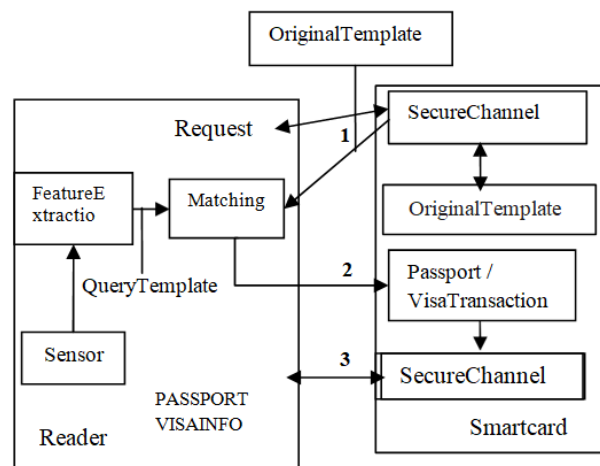 OriginalTemplate
Request
1
SecureChannel
FeatureE
xtractio
Matching
OriginalTemplate
QueryTemplate
2
Passport /
VisaTransaction
Sensor
3
SecureChannel
PASSPORT
VISAINFO
Reader
Smartcard